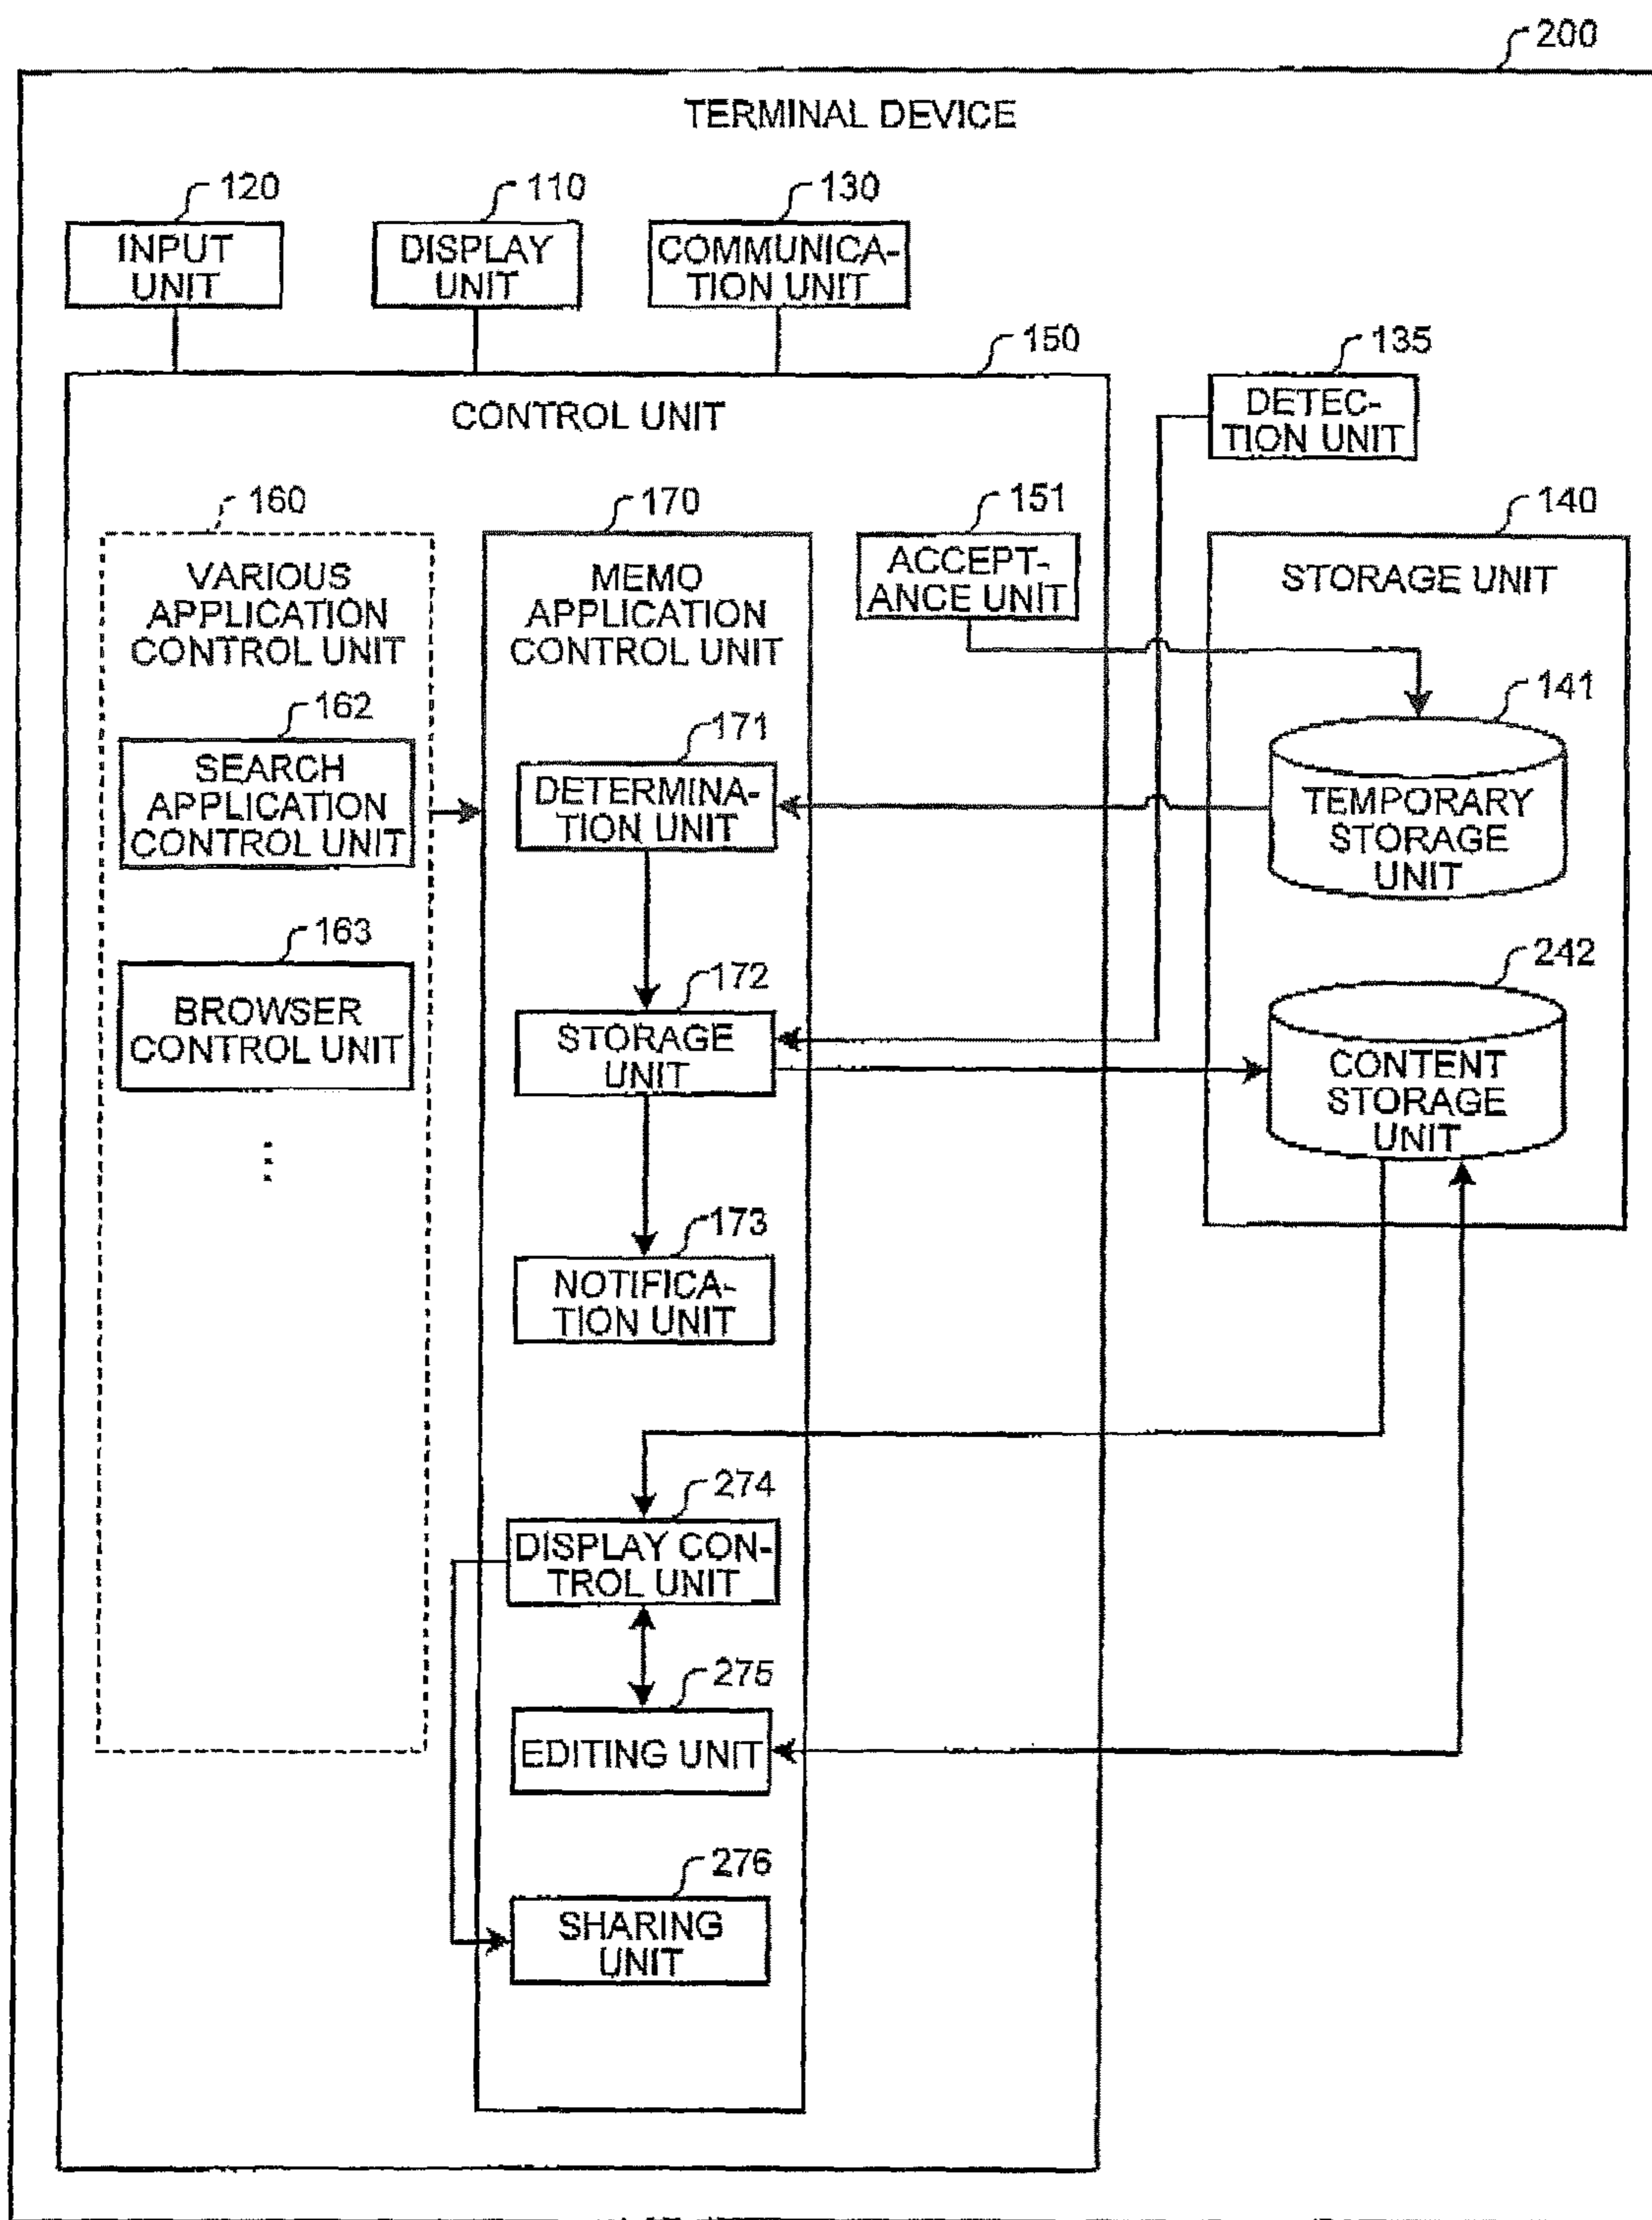 200
TERMINAL DEVICE
120
110
130
INPUT
UNIT
DISPLAY
UNIT
COMMUNICA-
TION UNIT
150
135
CONTROL UNIT
DETEC-
TION UNIT
160
170
151
140
VARIOUS
APPLICATION
CONTROL UNIT
MEMO
APPLICATION
CONTROL UNIT
ACCEPT-
ANCE UNIT
STORAGE UNIT
162
171
141
SEARCH
APPLICATION
CONTROL UNIT
DETERMINA-
TION UNIT
TEMPORARY
STORAGE
UNIT
163
172
242
BROWSER
CONTROL UNIT
STORAGE
UNIT
CONTENT
STORAGE
UNIT
173
NOTIFICA-
TION UNIT
274
DISPLAY CON-
TROL UNIT
275
EDITING UNIT
276
SHARING
UNIT